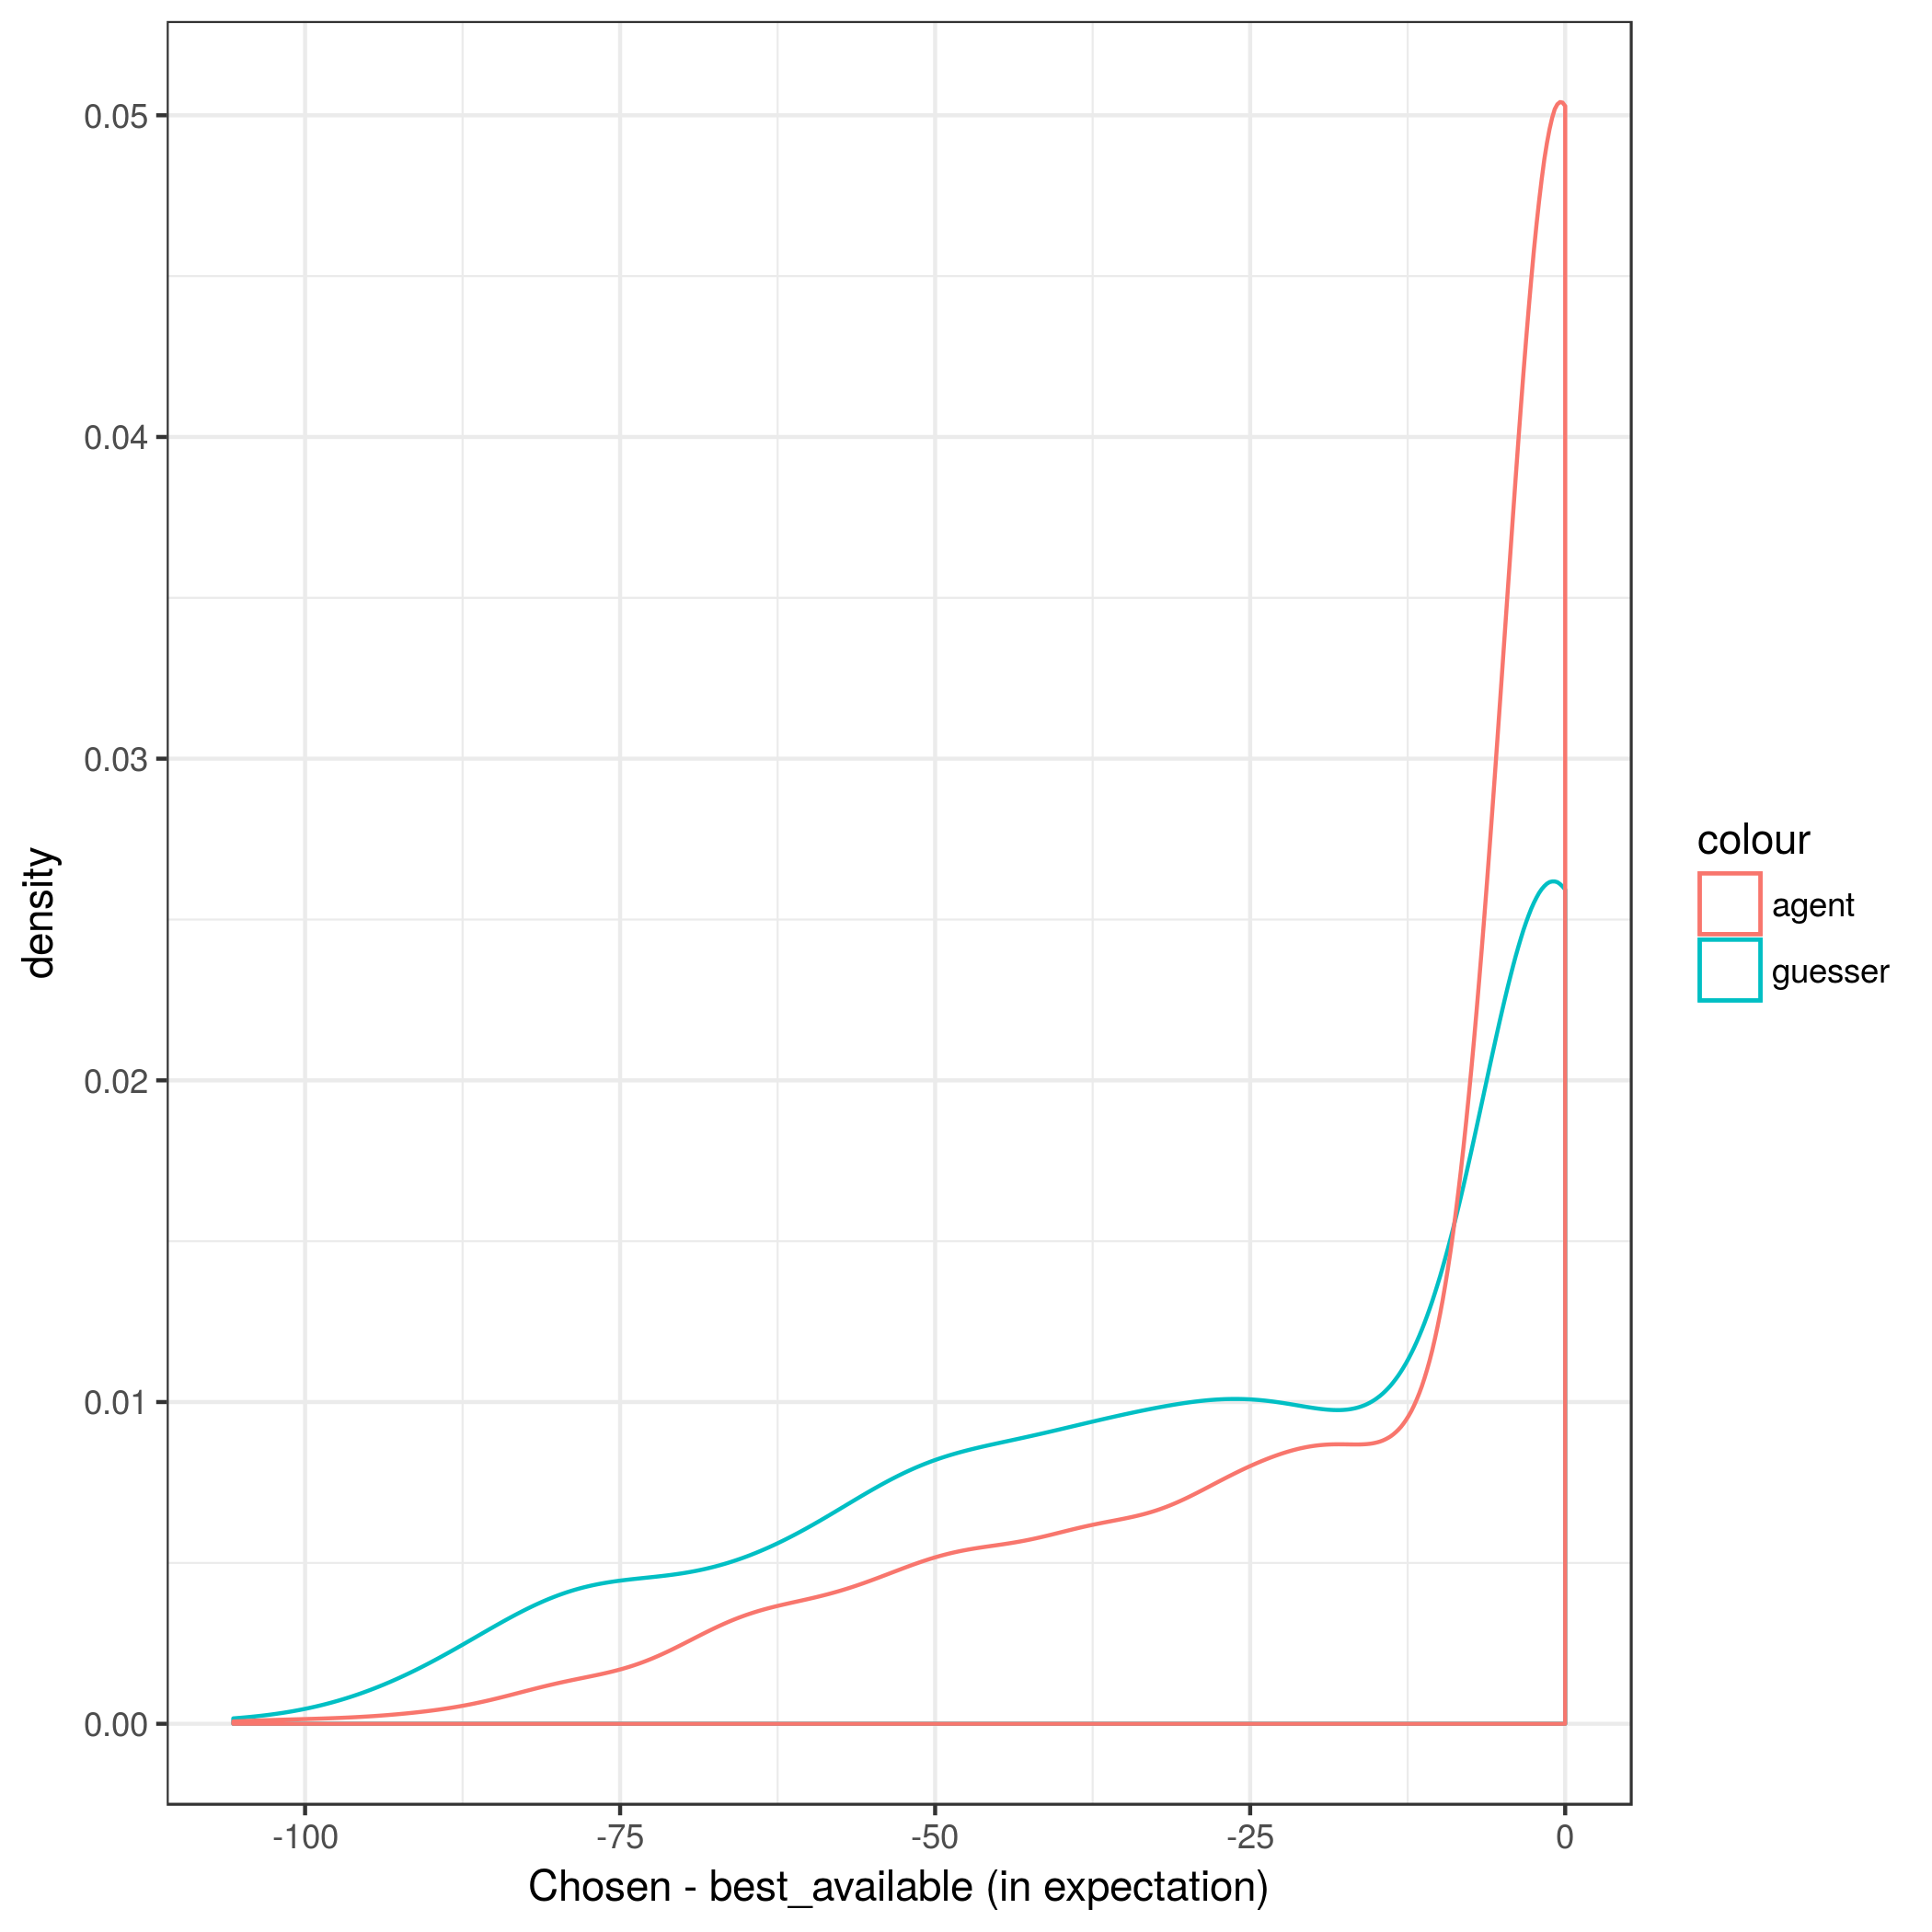 0.05
0.04
0.03
0.02
0.01
0.00
density
-100 -75 -50 -25 0
Chosen - best_available (in expectation)
colour
agent
guesser